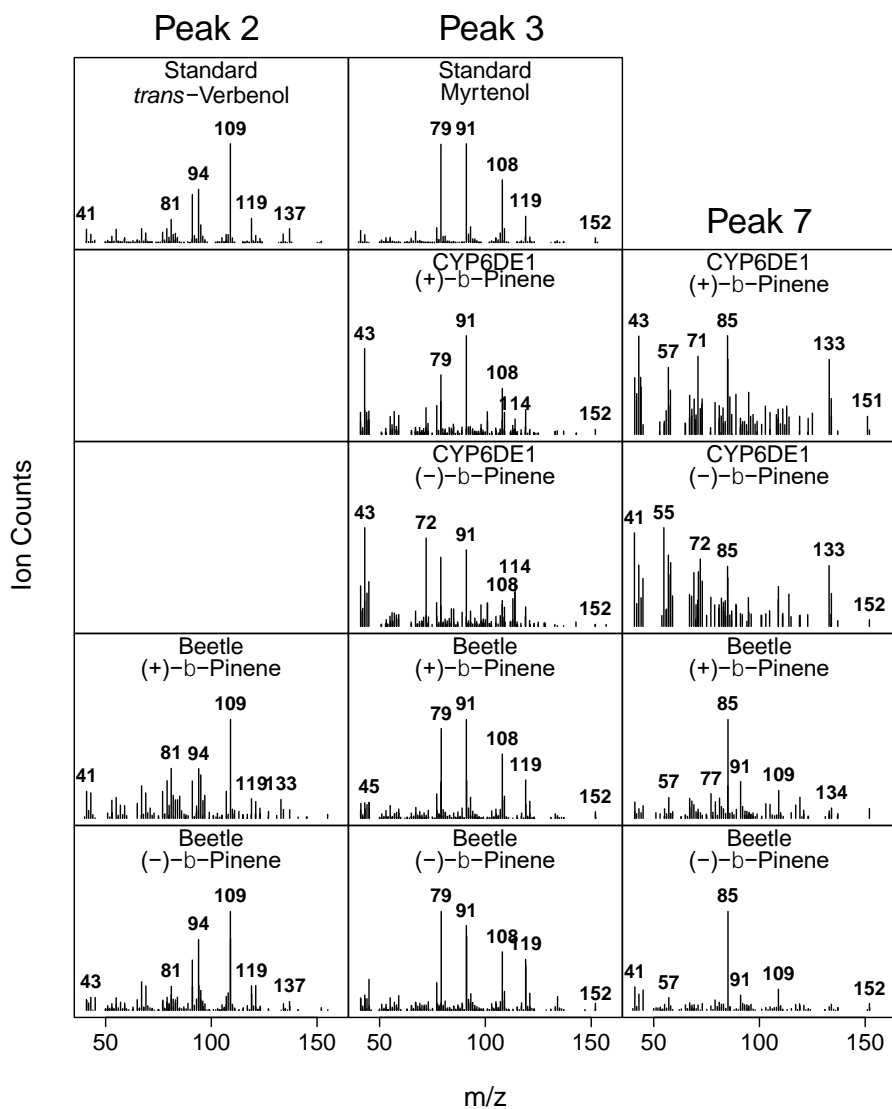 Peak 2
Peak 3
Standard
trans−Verbenol
109
94
81
41
119
137
Standard
Myrtenol
79
91
108
119
152
Peak 7
CYP6DE1
(+)−b−Pinene
43
79
91
108
114
152
CYP6DE1
(+)−b−Pinene
43
57
71
85
133
151
CYP6DE1
(−)−b−Pinene
43
72
91
108
114
152
CYP6DE1
(−)−b−Pinene
41
55
72
85
133
152
Beetle
(+)−b−Pinene
41
81
94
109
119
133
Beetle
(+)−b−Pinene
45
79
91
108
119
152
Beetle
(+)−b−Pinene
57
77
85
91
109
134
Beetle
(−)−b−Pinene
43
81
94
109
119
137
Beetle
(−)−b−Pinene
79
91
108
119
152
Beetle
(−)−b−Pinene
41
57
85
91
109
152
50 100 150
50 100 150
50 100 150
m/z
Ion Counts